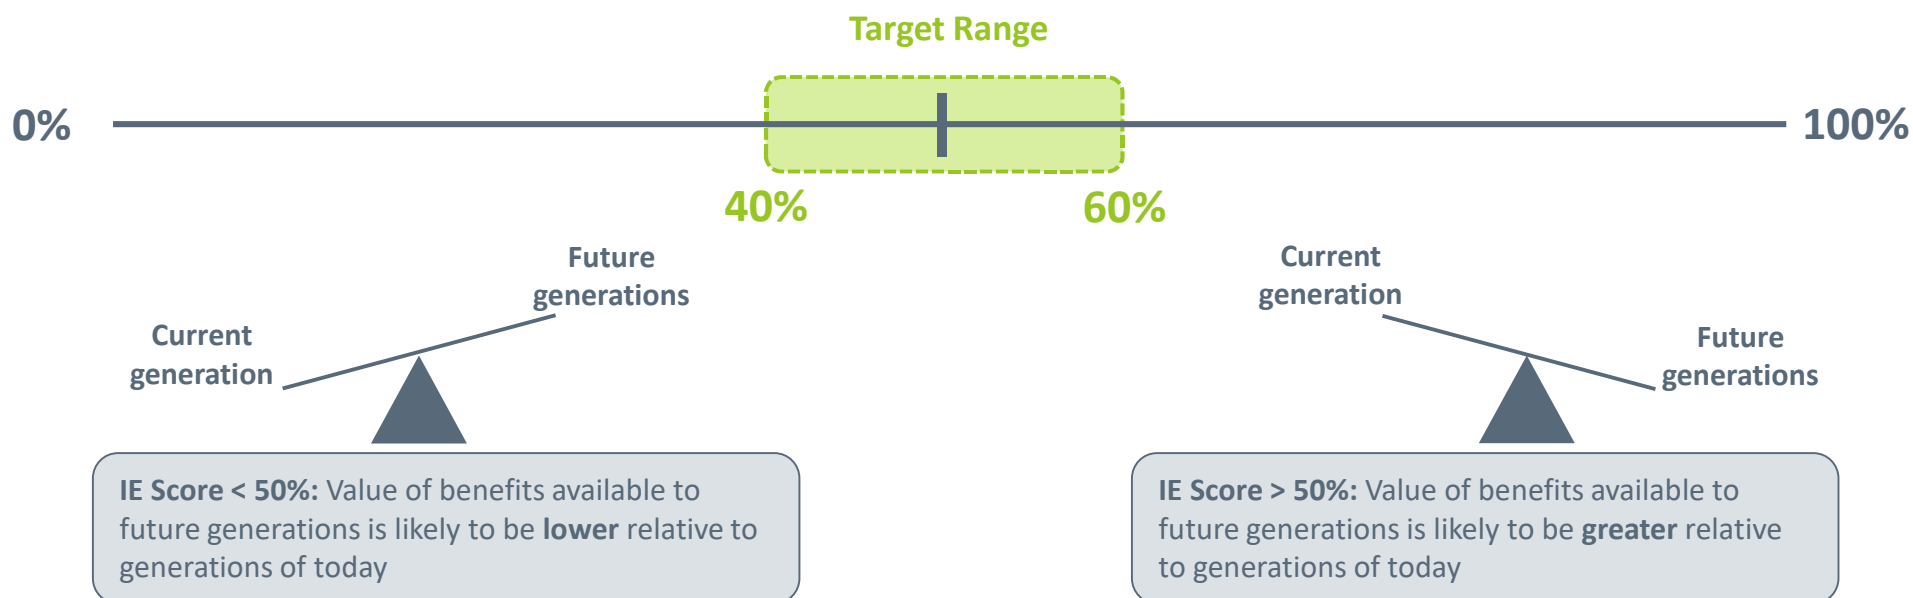 Target Range
0%
100%
40%
60%
Future
generations
Current
generation
Current
generation
Future
generations
IE Score < 50%: Value of benefits available to
future generations is likely to be lower relative to
generations of today
IE Score > 50%: Value of benefits available to
future generations is likely to be greater relative
to generations of today